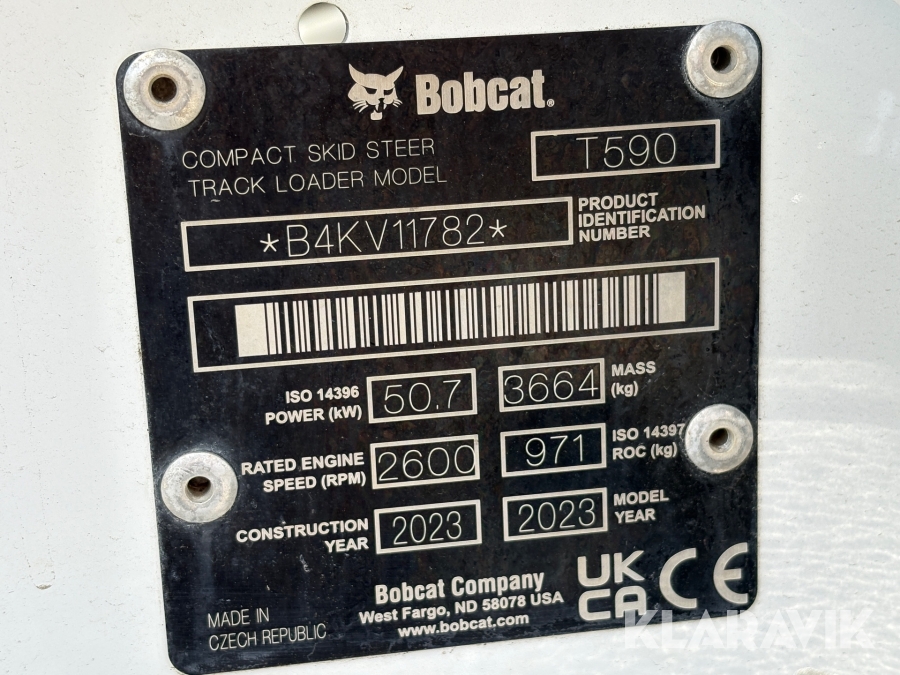 Bobcat®
COMPACT SKID STEER
TRACK LOADER MODEL
T590
*B4KV11782*
PRODUCT
IDENTIFICATION
NUMBER
ISO 14396
POWER (kW)
50.7
3664
MASS
(kg)
RATED ENGINE
SPEED (RPM)
2600
971
ISO 14397
ROC (kg)
CONSTRUCTION
YEAR
2023
2023
MODEL
YEAR
MADE IN
CZECH REPUBLIC
Bobcat Company
West Fargo, ND 58078 USA
www.bobcat.com
UK
CA
CE
KLARAVIK